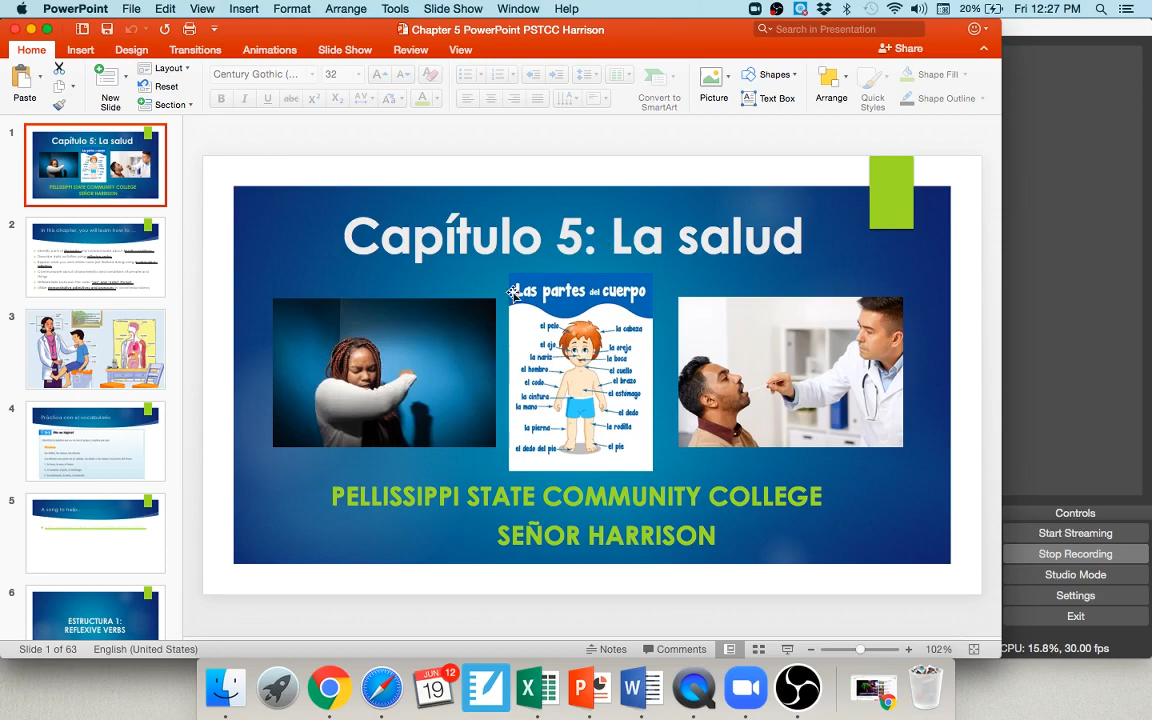 PowerPoint File Edit View Insert Format Arrange Tools Slide Show Window Help
20% Fri 12:27 PM
Chapter 5 PowerPoint PSTCC Harrison
Search in Presentation
Home Insert Design Transitions Animations Slide Show Review View
Share
Paste
New Slide
Layout
Reset
Section
Century Gothic (... 32
Convert to SmartArt
Picture
Shapes
Text Box
Arrange
Quick Styles
Shape Fill
Shape Outline
1
Capítulo 5: La salud
PELLISSIPPI STATE COMMUNITY COLLEGE
SEÑOR HARRISON
2
In this chapter, you will learn how to ...
3
4
Práctica con el vocabulario
5
A song to help...
6
ESTRUCTURA 1:
REFLEXIVE VERBS
Capítulo 5: La salud
Las partes del cuerpo
el pelo
la cabeza
el ojo
la oreja
la nariz
la boca
el hombro
el cuello
el codo
el brazo
la cintura
el estómago
la mano
el dedo
la pierna
la rodilla
el dedo del pie
el pie
PELLISSIPPI STATE COMMUNITY COLLEGE
SEÑOR HARRISON
Controls
Start Streaming
Stop Recording
Studio Mode
Settings
Exit
CPU: 15.8%, 30.00 fps
Slide 1 of 63 English (United States)
Notes Comments
102%
JUN 12
19